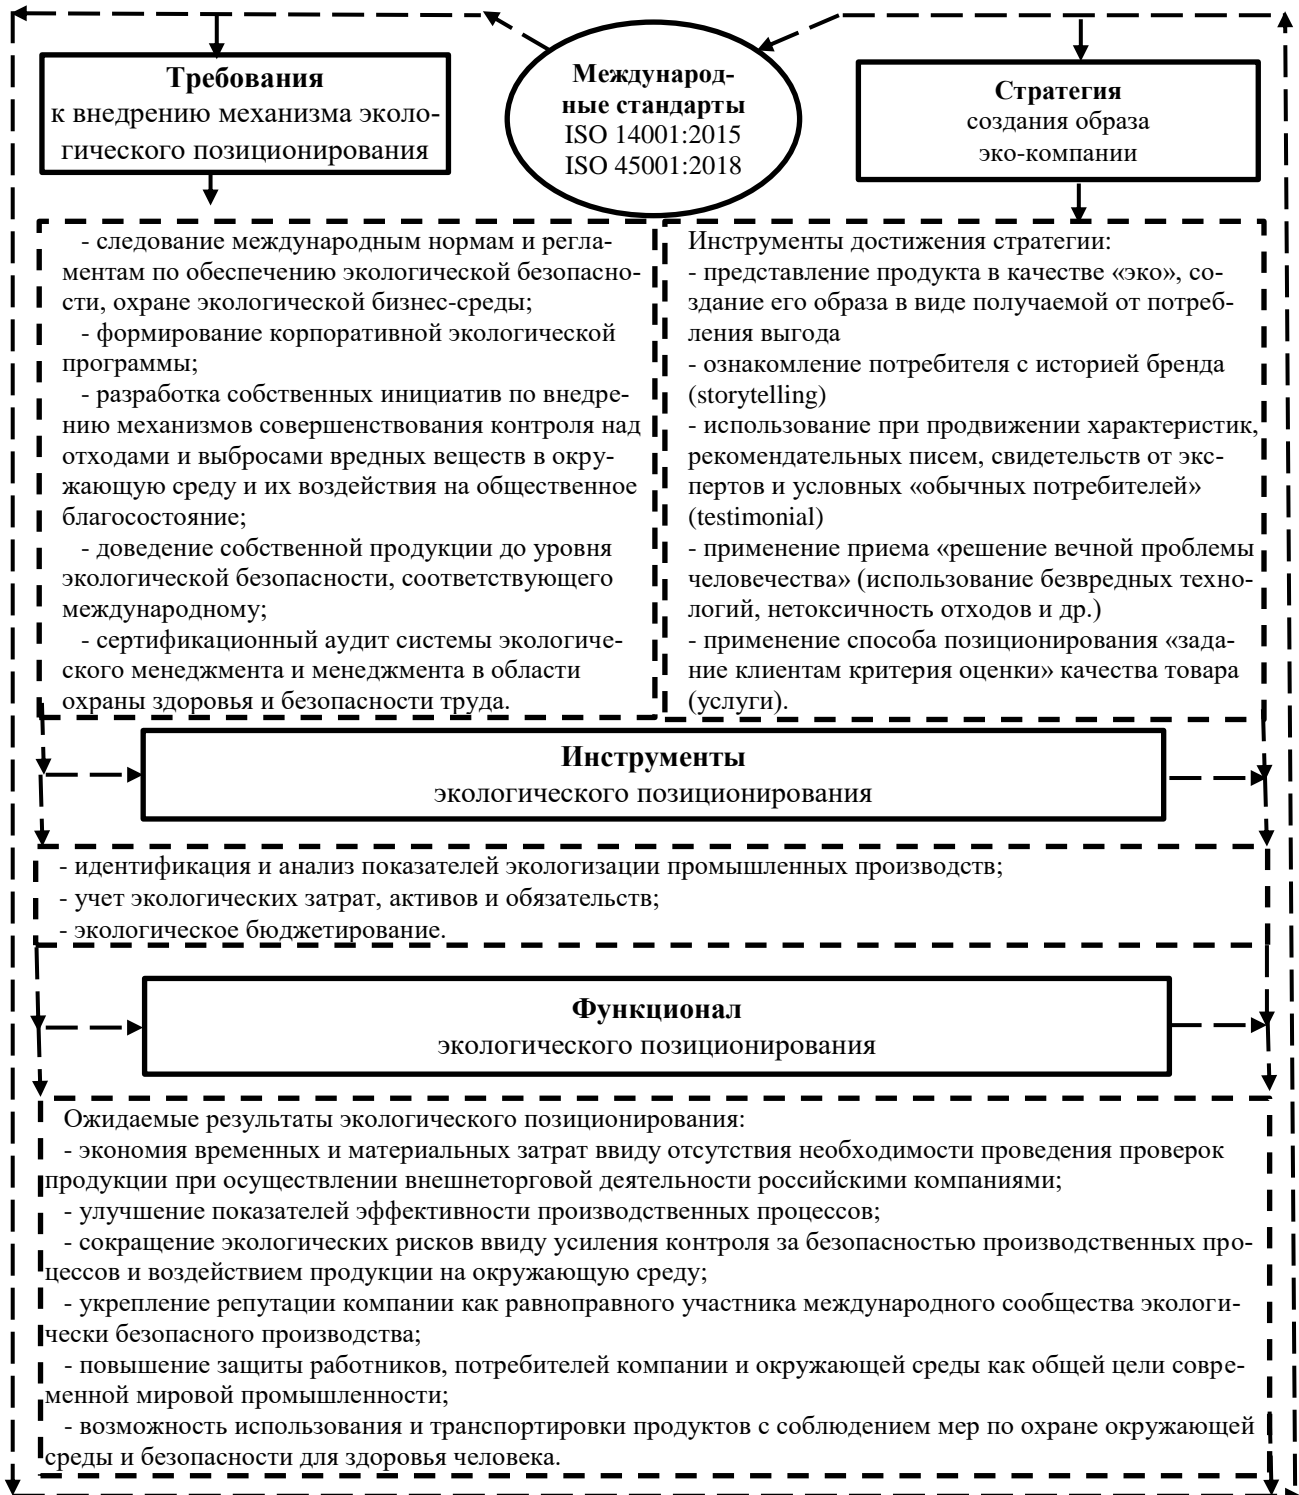 Требования
к внедрению механизма эколо-
гического позиционирования
Международ-
ные стандарты
ISO 14001:2015
ISO 45001:2018
Стратегия
создания образа
эко-компании
- следование международным нормам и регла-
ментам по обеспечению экологической безопасно-
сти, охране экологической бизнес-среды;
- формирование корпоративной экологической
программы;
- разработка собственных инициатив по внедре-
нию механизмов совершенствования контроля над
отходами и выбросами вредных веществ в окру-
жающую среду и их воздействия на общественное
благосостояние;
- доведение собственной продукции до уровня
экологической безопасности, соответствующего
международному;
- сертификационный аудит системы экологиче-
ского менеджмента и менеджмента в области
охраны здоровья и безопасности труда.
Инструменты достижения стратегии:
- представление продукта в качестве «эко», со-
здание его образа в виде получаемой от потреб-
ления выгода
- ознакомление потребителя с историей бренда
(storytelling)
- использование при продвижении характеристик,
рекомендательных писем, свидетельств от экс-
пертов и условных «обычных потребителей»
(testimonial)
- применение приема «решение вечной проблемы
человечества» (использование безвредных техно-
логий, нетоксичность отходов и др.)
- применение способа позиционирования «зада-
ние клиентам критерия оценки» качества товара
(услуги).
Инструменты
экологического позиционирования
- идентификация и анализ показателей экологизации промышленных производств;
- учет экологических затрат, активов и обязательств;
- экологическое бюджетирование.
Функционал
экологического позиционирования
Ожидаемые результаты экологического позиционирования:
- экономия временных и материальных затрат ввиду отсутствия необходимости проведения проверок
продукции при осуществлении внешнеторговой деятельности российскими компаниями;
- улучшение показателей эффективности производственных процессов;
- сокращение экологических рисков ввиду усиления контроля за безопасностью производственных про-
цессов и воздействием продукции на окружающую среду;
- укрепление репутации компании как равноправного участника международного сообщества экологи-
чески безопасного производства;
- повышение защиты работников, потребителей компании и окружающей среды как общей цели совре-
менной мировой промышленности;
- возможность использования и транспортировки продуктов с соблюдением мер по охране окружающей
среды и безопасности для здоровья человека.